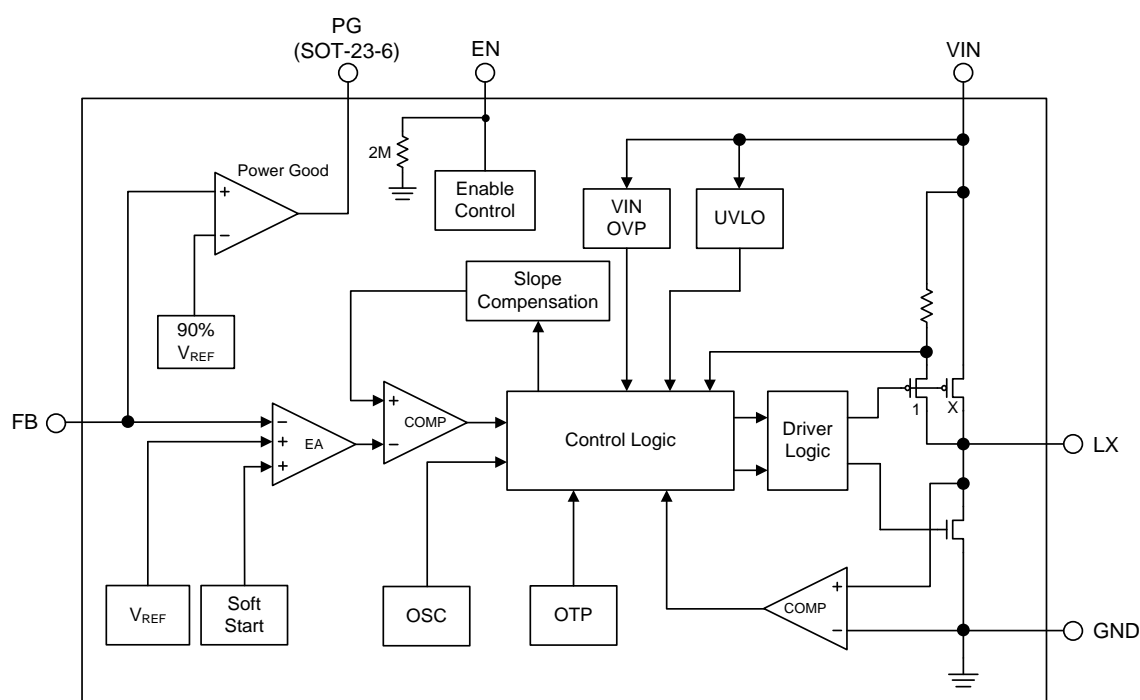 PG
(SOT-23-6)
EN
VIN
2M
Power Good
+
−
Enable
Control
VIN
OVP
UVLO
Slope
Compensation
90%
VREF
FB
−
+
+
EA
+
−
COMP
Control Logic
Driver
Logic
1
X
LX
VREF
Soft
Start
OSC
OTP
COMP
+
−
GND